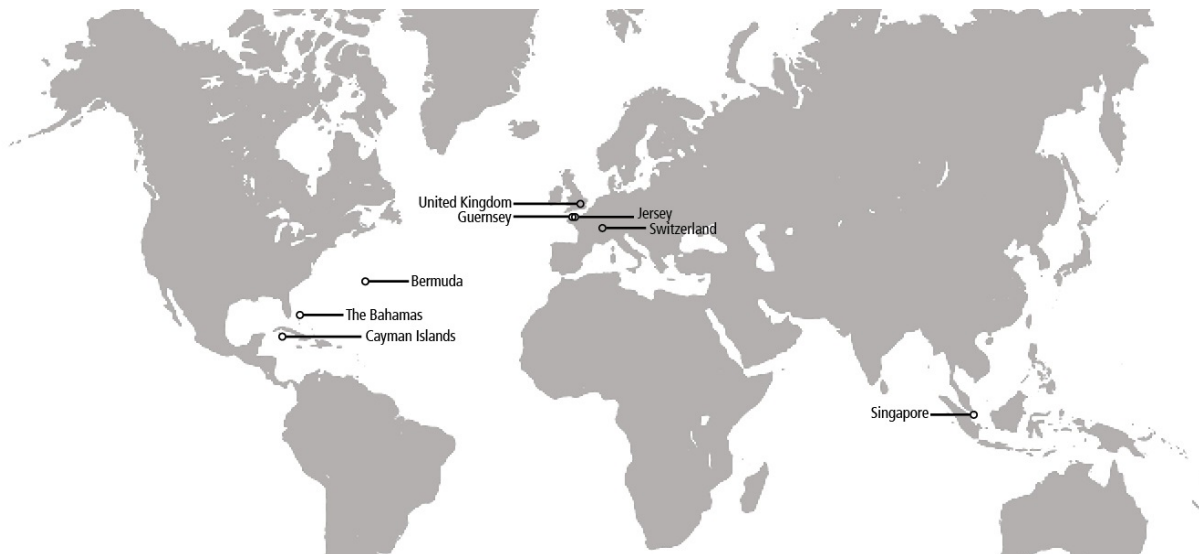 United Kingdom
Guernsey
Jersey
Switzerland
Bermuda
The Bahamas
Cayman Islands
Singapore